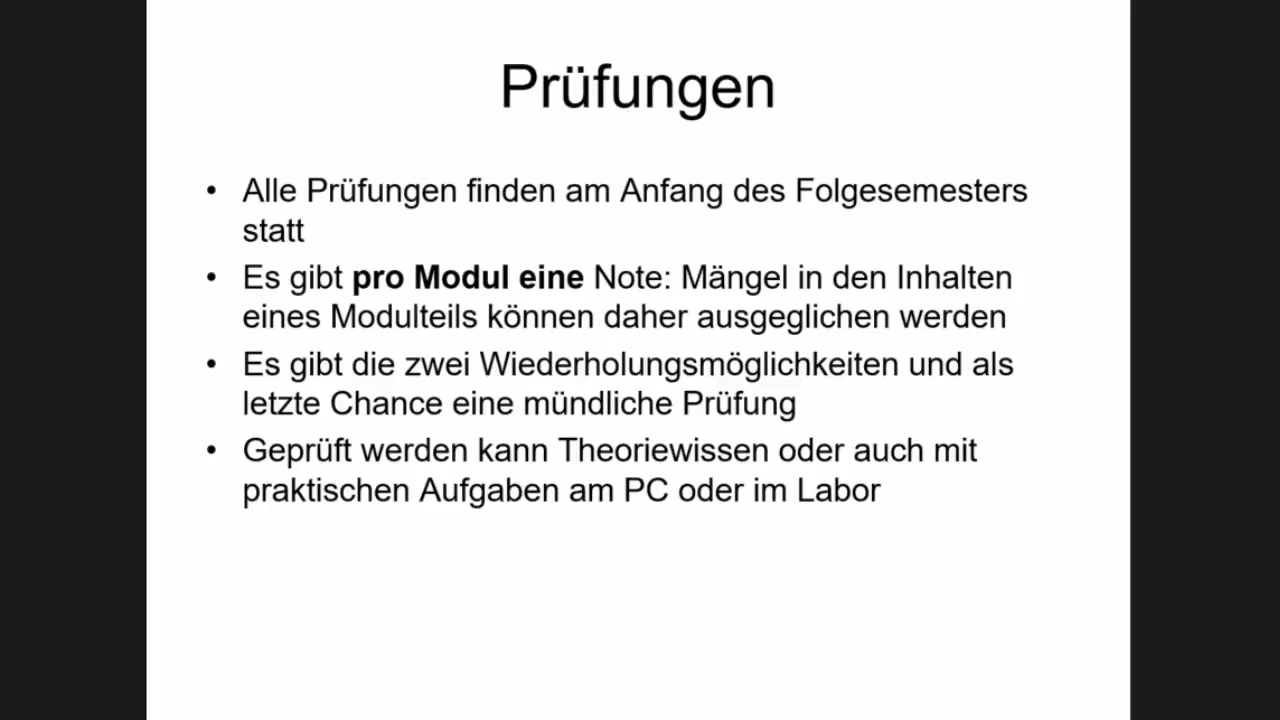 Prüfungen
• Alle Prüfungen finden am Anfang des Folgesemesters
statt
• Es gibt pro Modul eine Note: Mängel in den Inhalten
eines Modulteils können daher ausgeglichen werden
• Es gibt die zwei Wiederholungsmöglichkeiten und als
letzte Chance eine mündliche Prüfung
• Geprüft werden kann Theoriewissen oder auch mit
praktischen Aufgaben am PC oder im Labor